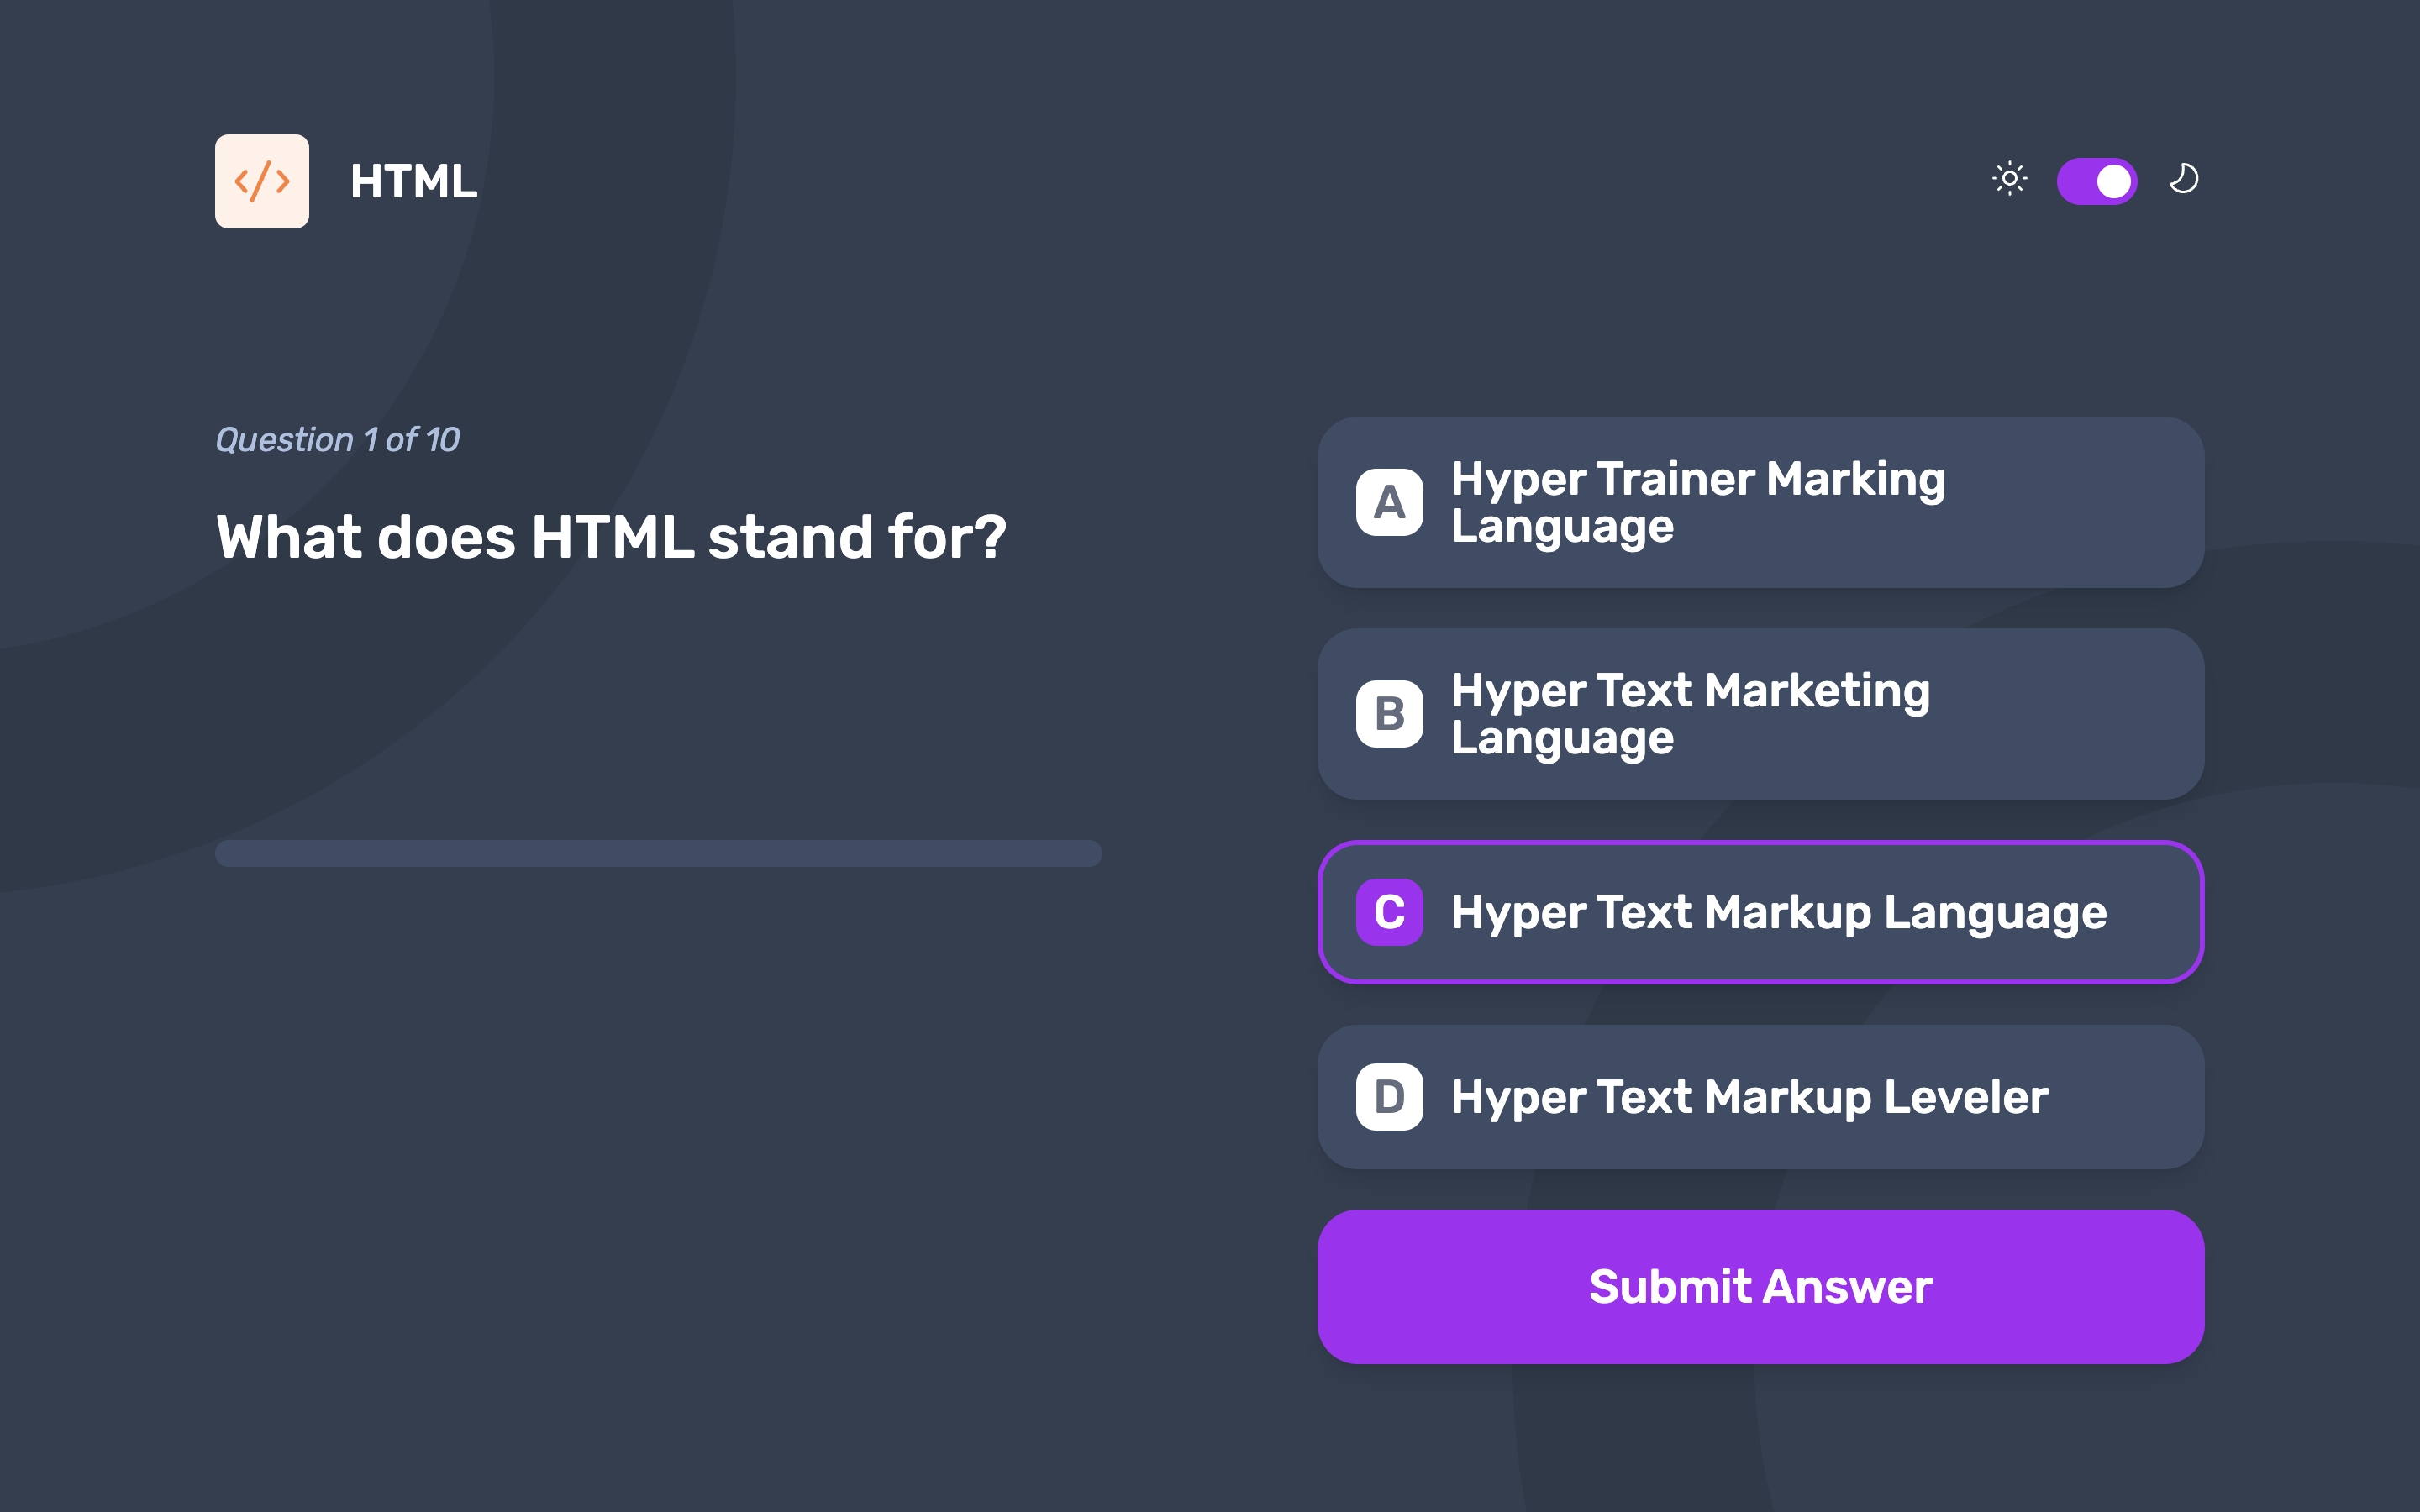 HTML
Question 1 of 10
What does HTML stand for?
A
Hyper Trainer Marking
Language
B
Hyper Text Marketing
Language
C
Hyper Text Markup Language
D
Hyper Text Markup Leveler
Submit Answer